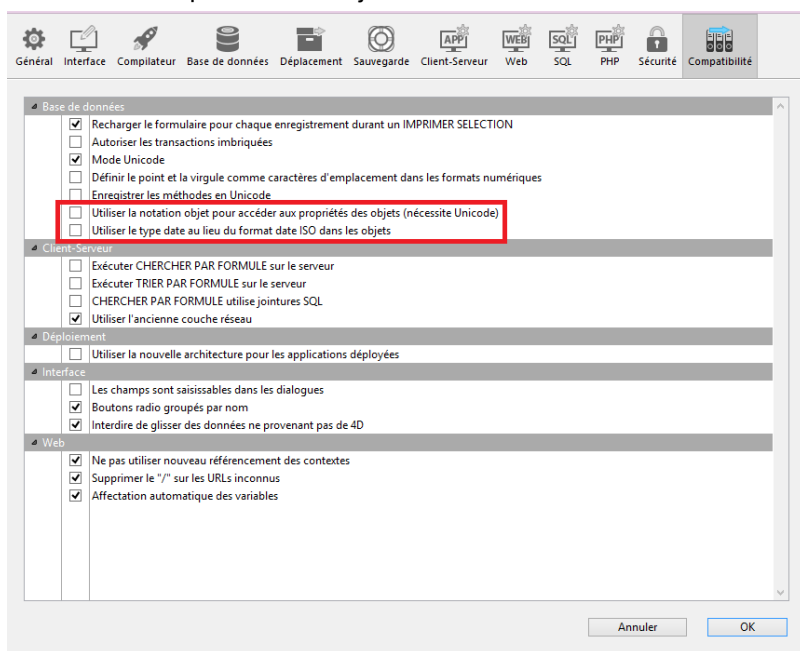 APP WEB SQL PHP
Général Interface Compilateur Base de données Déplacement Sauvegarde Client-Serveur Web SQL PHP Sécurité Compatibilité
Base de données
Recharger le formulaire pour chaque enregistrement durant un IMPRIMER SELECTION
Autoriser les transactions imbriquées
Mode Unicode
Définir le point et la virgule comme caractères d'emplacement dans les formats numériques
Enregistrer les méthodes en Unicode
Utiliser la notation objet pour accéder aux propriétés des objets (nécessite Unicode)
Utiliser le type date au lieu du format date ISO dans les objets
Client-Serveur
Exécuter CHERCHER PAR FORMULE sur le serveur
Exécuter TRIER PAR FORMULE sur le serveur
CHERCHER PAR FORMULE utilise jointures SQL
Utiliser l'ancienne couche réseau
Déploiement
Utiliser la nouvelle architecture pour les applications déployées
Interface
Les champs sont saisissables dans les dialogues
Boutons radio groupés par nom
Interdire de glisser des données ne provenant pas de 4D
Web
Ne pas utiliser nouveau référencement des contextes
Supprimer le "/" sur les URLs inconnus
Affectation automatique des variables
Annuler OK